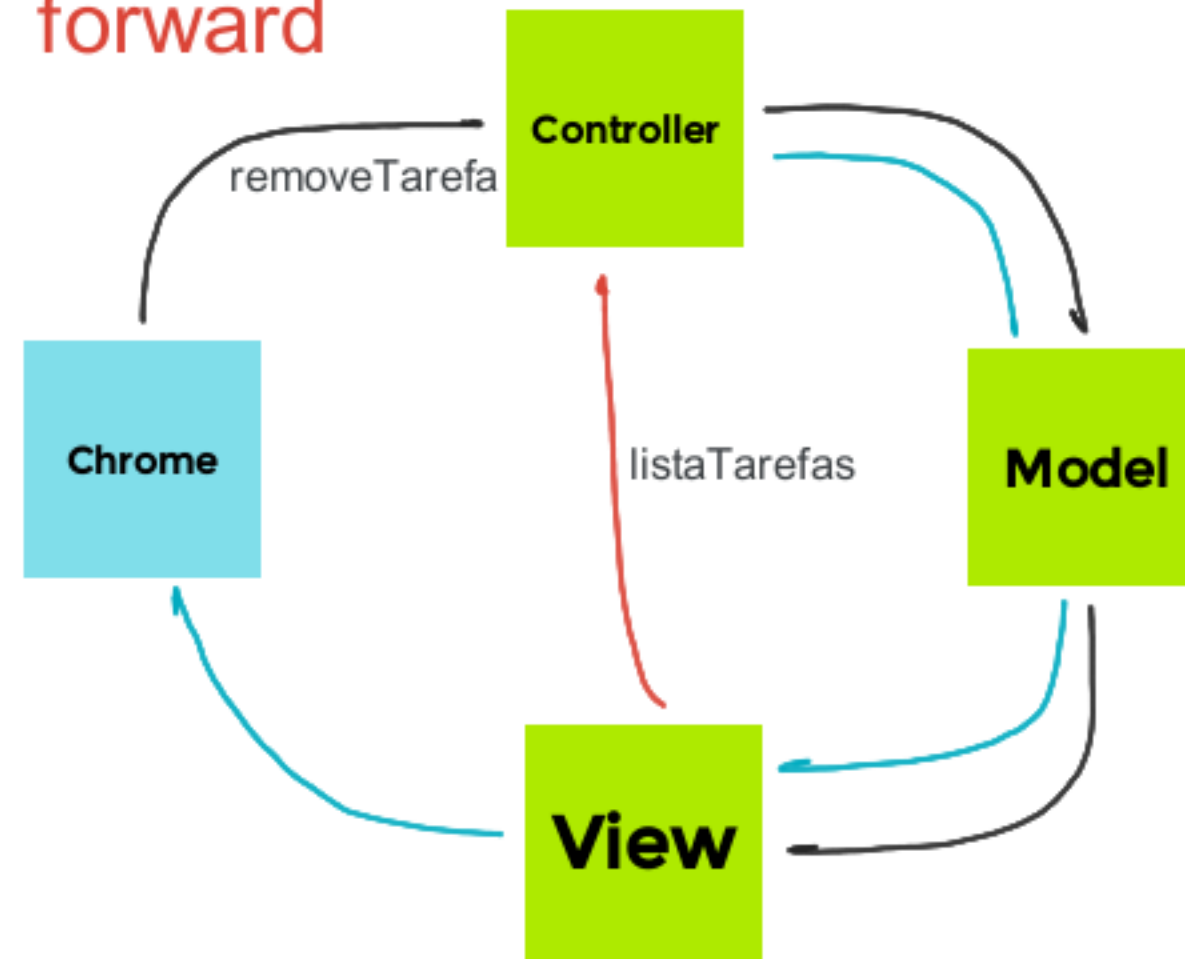 forward
Controller
removeTarefa
Chrome
listaTarefas
Model
View